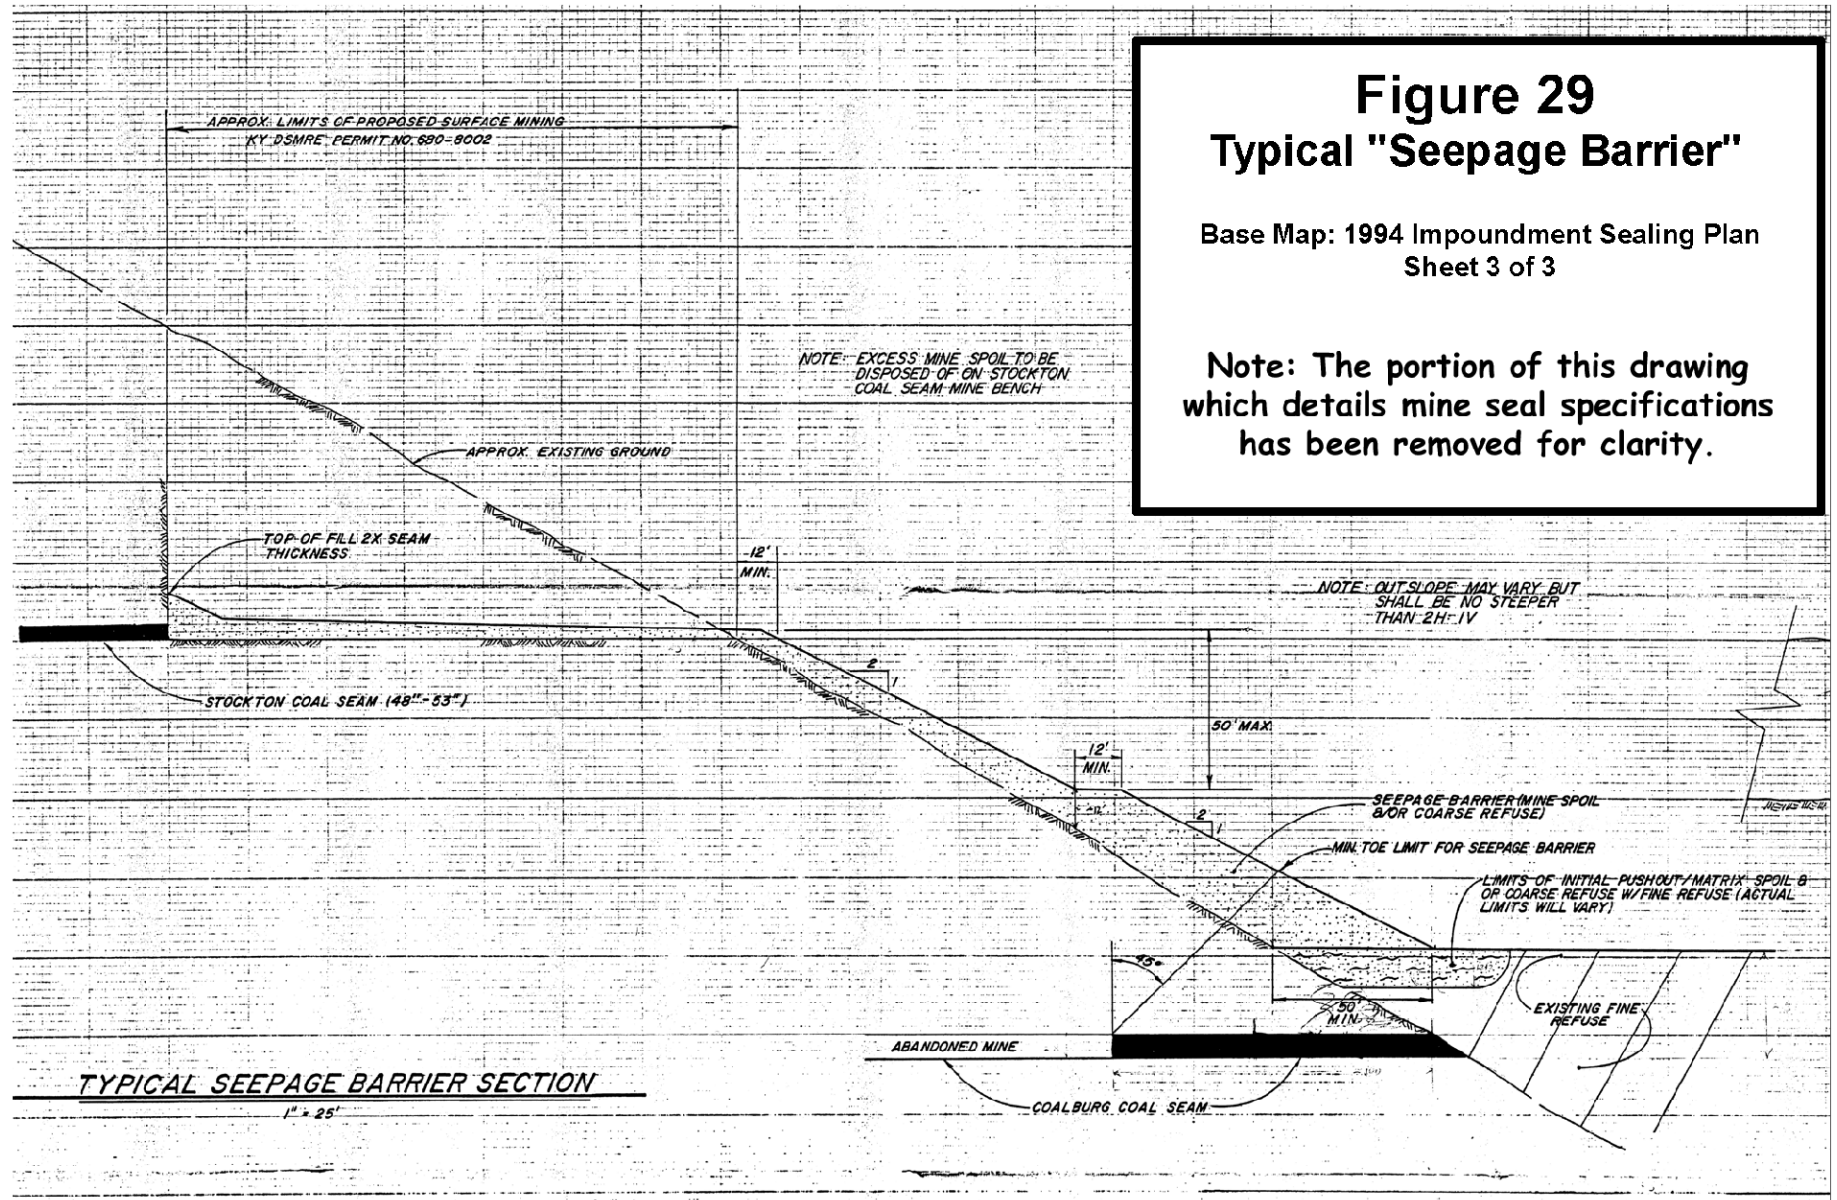 Figure 29
Typical "Seepage Barrier"
Base Map: 1994 Impoundment Sealing Plan
Sheet 3 of 3
Note: The portion of this drawing
which details mine seal specifications
has been removed for clarity.
APPROX. LIMITS OF PROPOSED SURFACE MINING
KY DSMRE PERMIT NO. 680-8002
NOTE: EXCESS MINE SPOIL TO BE
DISPOSED OF ON STOCKTON
COAL SEAM MINE BENCH
APPROX. EXISTING GROUND
TOP OF FILL 2X SEAM
THICKNESS
12'
MIN.
NOTE: OUTSLOPE MAY VARY BUT
SHALL BE NO STEEPER
THAN 2H:1V
2
1
STOCKTON COAL SEAM (48"-53")
50' MAX.
12'
MIN.
12'
SEEPAGE BARRIER (MINE SPOIL
&/OR COARSE REFUSE)
2
1
MIN. TOE LIMIT FOR SEEPAGE BARRIER
LIMITS OF INITIAL PUSHOUT/MATRIX SPOIL &
OR COARSE REFUSE W/FINE REFUSE (ACTUAL
LIMITS WILL VARY)
45°
50'
MIN.
EXISTING FINE
REFUSE
ABANDONED MINE
COALBURG COAL SEAM
TYPICAL SEEPAGE BARRIER SECTION
1" = 25'